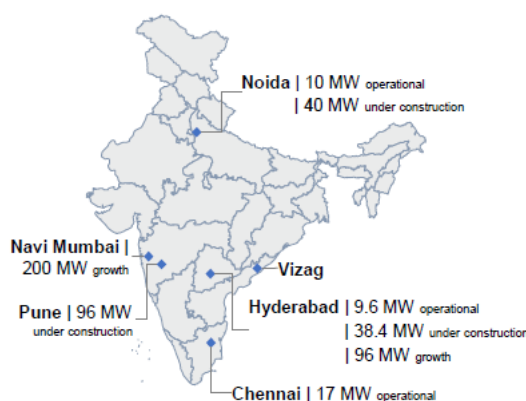 Noida | 10 MW operational
| 40 MW under construction
Navi Mumbai |
200 MW growth
Vizag
Pune | 96 MW
under construction
Hyderabad | 9.6 MW operational
| 38.4 MW under construction
| 96 MW growth
Chennai | 17 MW operational